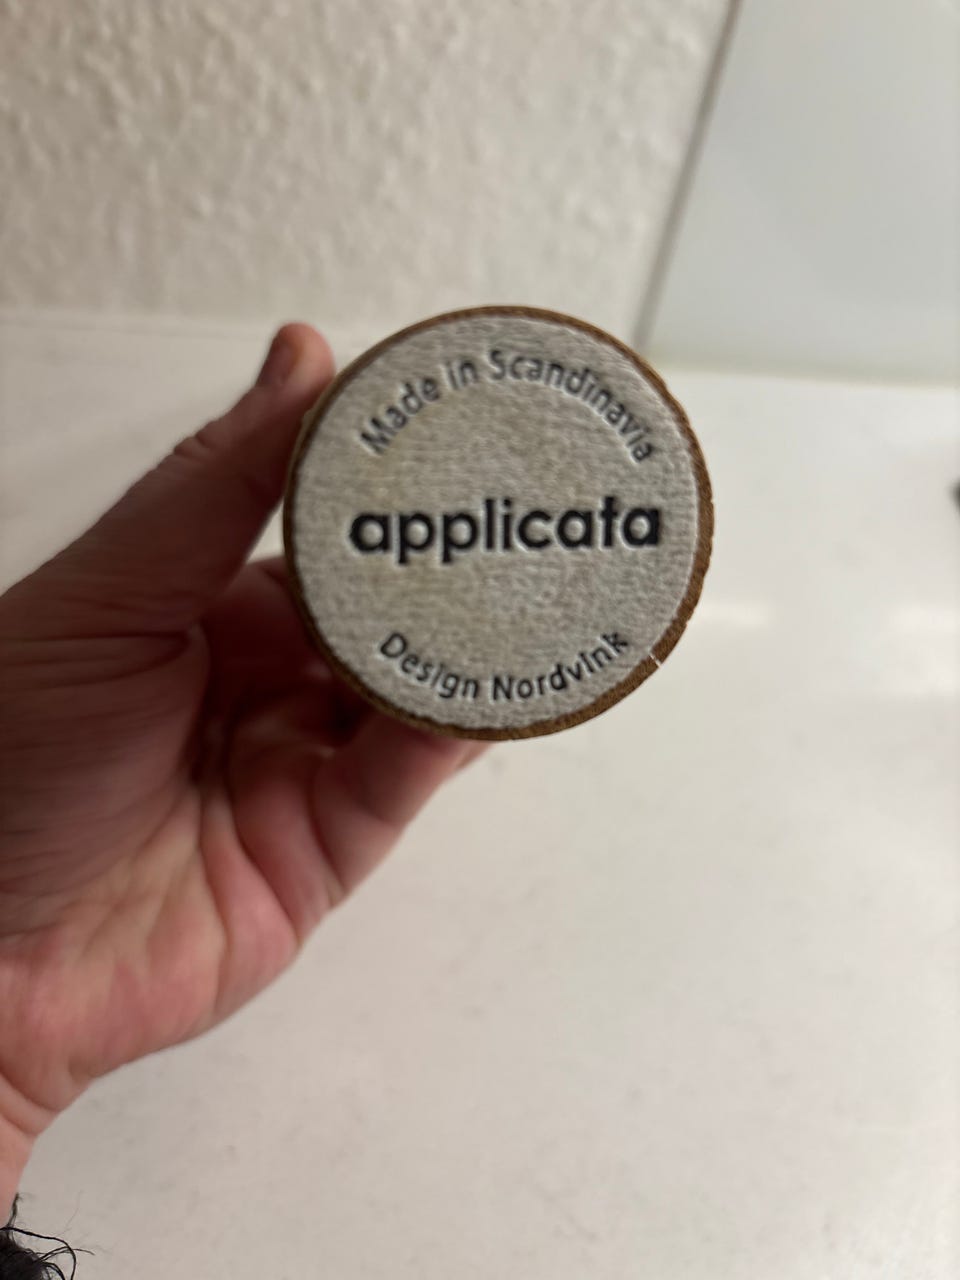 Made in Scandinavia
applicata
Design Nordvink